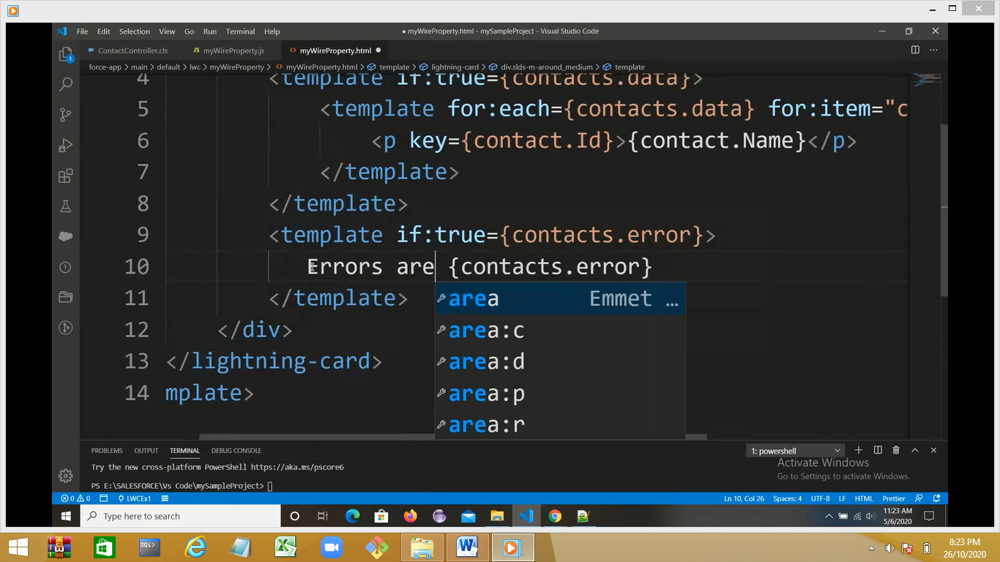 File Edit Selection View Go Run Terminal Help
● myWireProperty.html - mySampleProject - Visual Studio Code
ContactController.cls
JS myWireProperty.js
<> myWireProperty.html ●
force-app > main > default > lwc > myWireProperty > <> myWireProperty.html > template > lightning-card > div.slds-m-around_medium > template
4 <template if:true={contacts.data}>
5 <template for:each={contacts.data} for:item="c
6 <p key={contact.Id}>{contact.Name}</p>
7 </template>
8 </template>
9 <template if:true={contacts.error}>
10 Errors are {contacts.error}
11 </template>
12 </div>
13 </lightning-card>
14 mplate>
area Emmet ...
area:c
area:d
area:p
area:r
1
PROBLEMS OUTPUT TERMINAL DEBUG CONSOLE
1: powershell
Try the new cross-platform PowerShell https://aka.ms/pscore6
PS E:\SALESFORCE\Vs Code\mySampleProject>
Activate Windows
Go to Settings to activate Windows.
0 0 LWCEx1
Ln 10, Col 26 Spaces: 4 UTF-8 LF HTML Prettier
Type here to search
11:23 AM
5/6/2020
SQL>
8:23 PM
26/10/2020